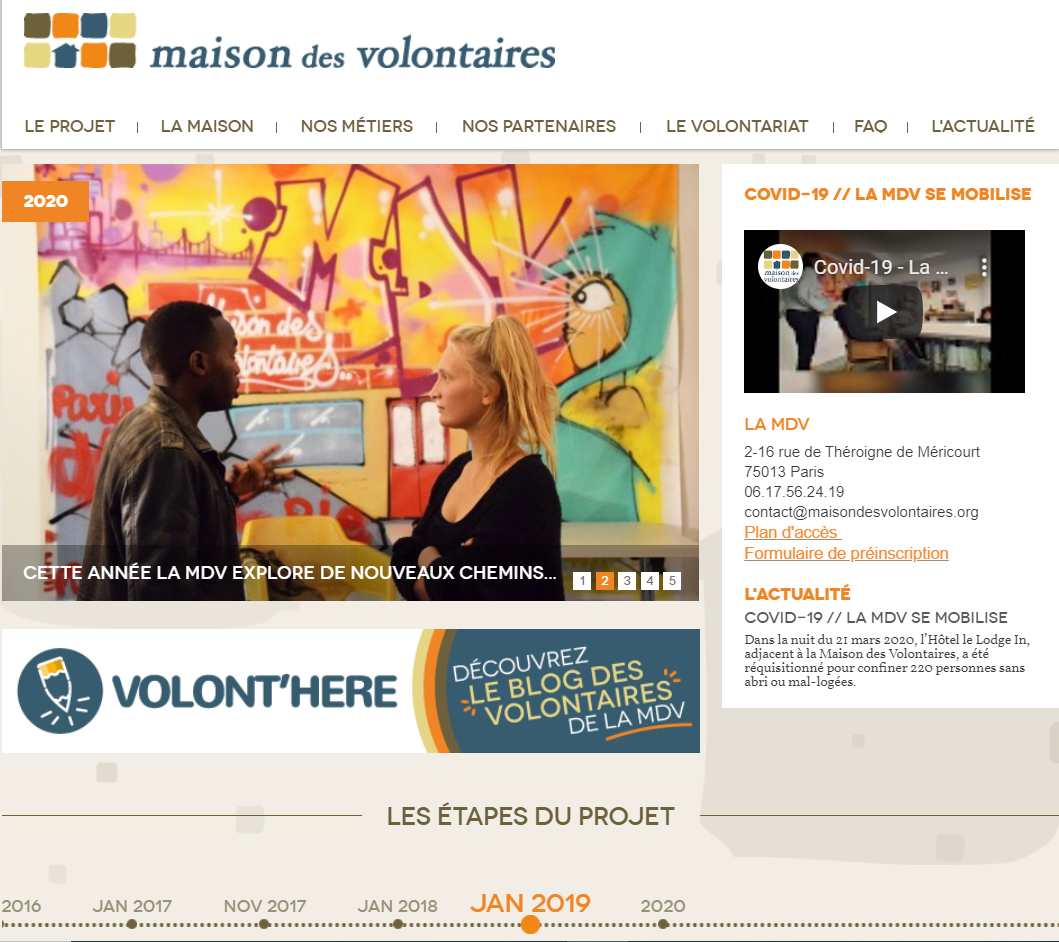 maison des volontaires
LE PROJET
LA MAISON
NOS MÉTIERS
NOS PARTENAIRES
LE VOLONTARIAT
FAQ
L'ACTUALITÉ
2020
MDV
Maison des
Volontaires..
Paris
CETTE ANNÉE LA MDV EXPLORE DE NOUVEAUX CHEMINS...
1 2 3 4 5
COVID-19 // LA MDV SE MOBILISE
maison des
volontaires
Covid-19 - La ...
LA MDV
2-16 rue de Théroigne de Méricourt
75013 Paris
06.17.56.24.19
contact@maisondesvolontaires.org
Plan d'accès
Formulaire de préinscription
L'ACTUALITÉ
COVID-19 // LA MDV SE MOBILISE
Dans la nuit du 21 mars 2020, l'Hôtel le Lodge In,
adjacent à la Maison des Volontaires, a été
réquisitionné pour confiner 220 personnes sans
abri ou mal-logées.
VOLONT'HERE
DÉCOUVREZ
LE BLOG DES
VOLONTAIRES
DE LA MDV
LES ÉTAPES DU PROJET
2016
JAN 2017
NOV 2017
JAN 2018
JAN 2019
2020